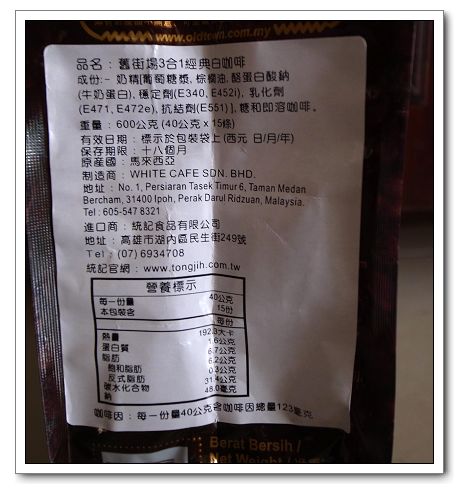 www.oldtown.com.my
品名：舊街場3合1經典白咖啡
成份:- 奶精[葡萄糖漿, 棕櫚油, 酪蛋白酸鈉
(牛奶蛋白), 穩定劑(E340, E452i), 乳化劑
(E471, E472e), 抗結劑(E551)], 糖和即溶咖啡。
重量：600公克 (40公克 x 15條)
有效日期：標示於包裝袋上 (西元 日/月/年)
保存期限：十八個月
原産國：馬來西亞
制造商：WHITE CAFE SDN. BHD.
地址：No. 1, Persiaran Tasek Timur 6, Taman Medan
Bercham, 31400 Ipoh, Perak Darul Ridzuan, Malaysia.
Tel : 605-547 8321
進口商：統記食品有限公司
地址：高雄市湖內區民生街249號
Tel : (07) 6934708
統記官網：www.tongjih.com.tw
營養標示
每一份量 40公克
本包裝含 15份
每份
熱量 192.3大卡
蛋白質 1.6公克
脂肪 6.7公克
飽和脂肪 6.2公克
反式脂肪 0.3公克
碳水化合物 31.4公克
鈉 48.0毫克
咖啡因：每一份量40公克含咖啡因總量123毫克
Berat Bersih /
Net Weight /